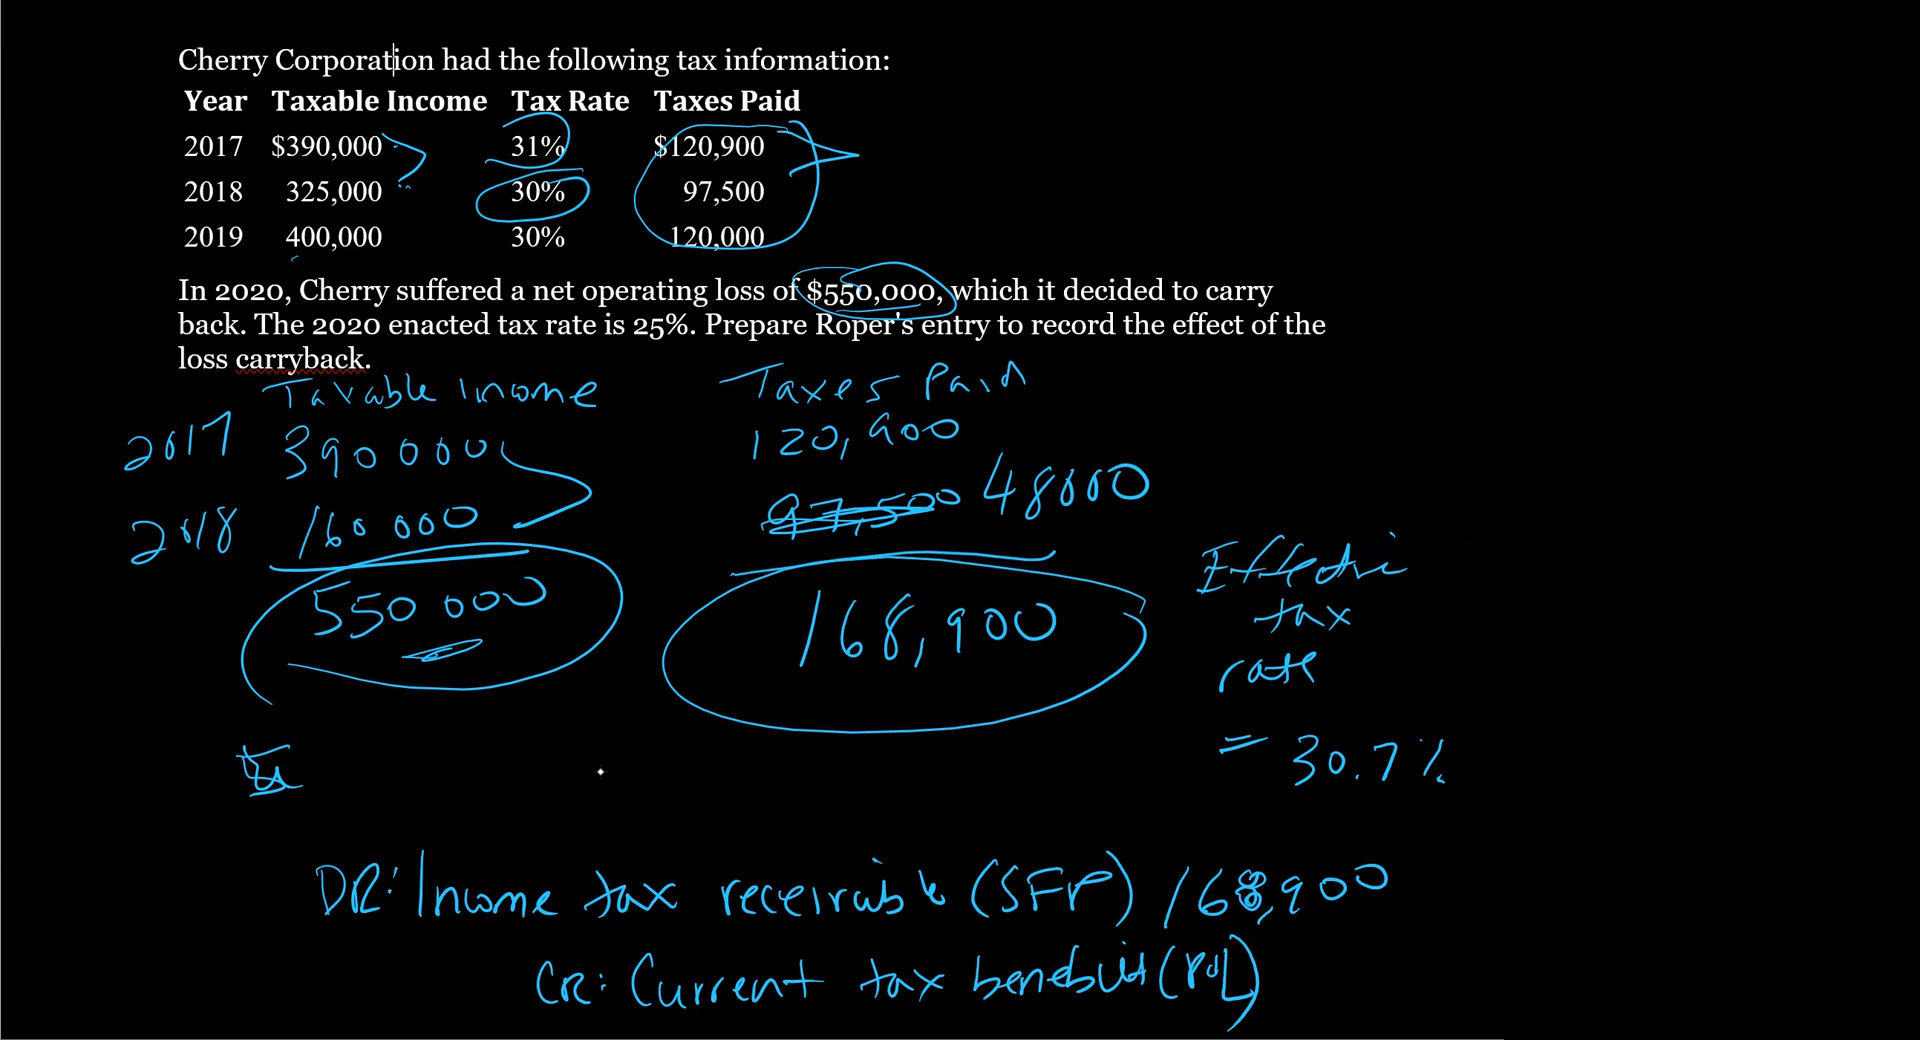 Cherry Corporation had the following tax information:
Year Taxable Income Tax Rate Taxes Paid
2017 $390,000 31% $120,900
2018 325,000 30% 97,500
2019 400,000 30% 120,000
In 2020, Cherry suffered a net operating loss of $550,000, which it decided to carry
back. The 2020 enacted tax rate is 25%. Prepare Roper's entry to record the effect of the
loss carryback.
Taxable Income Taxes Paid
2017 390 000 120,900
2018 160 000 97,500 48000
550 000 168,900
Effective
tax
rate
= 30.7%
DR: Income tax receivable (SFP) 168,900
CR: Current tax benefit (P&L)